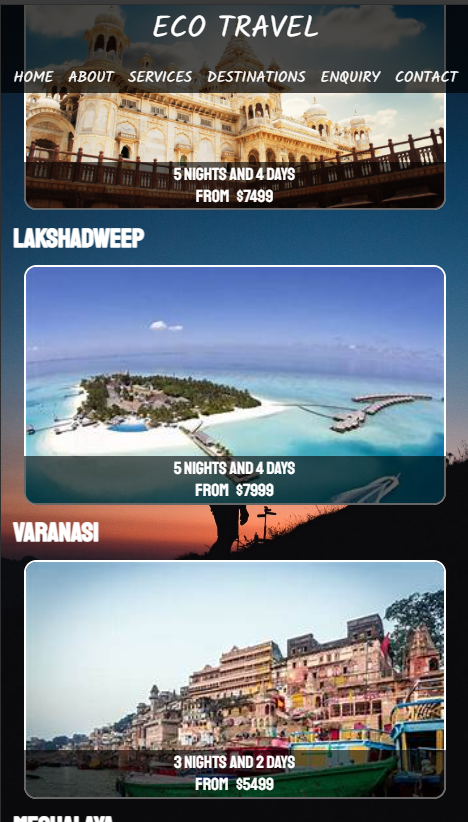 ECO TRAVEL
HOME ABOUT SERVICES DESTINATIONS ENQUIRY CONTACT
5 NIGHTS AND 4 DAYS
FROM $7499
LAKSHADWEEP
5 NIGHTS AND 4 DAYS
FROM $7999
VARANASI
3 NIGHTS AND 2 DAYS
FROM $5499
MEGHALAYA